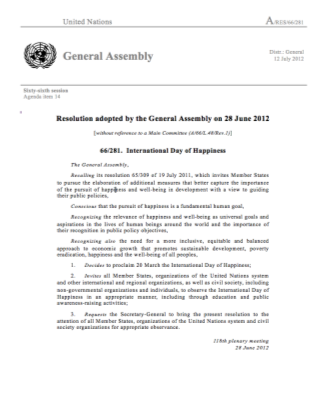 United Nations A/RES/66/281
General Assembly Distr.: General
12 July 2012
Sixty-sixth session
Agenda item 14
Resolution adopted by the General Assembly on 28 June 2012
[without reference to a Main Committee (A/66/L.48/Rev.1)]
66/281. International Day of Happiness
The General Assembly,
Recalling its resolution 65/309 of 19 July 2011, which invites Member States
to pursue the elaboration of additional measures that better capture the importance
of the pursuit of happiness and well-being in development with a view to guiding
their public policies,
Conscious that the pursuit of happiness is a fundamental human goal,
Recognizing the relevance of happiness and well-being as universal goals and
aspirations in the lives of human beings around the world and the importance of
their recognition in public policy objectives,
Recognizing also the need for a more inclusive, equitable and balanced
approach to economic growth that promotes sustainable development, poverty
eradication, happiness and the well-being of all peoples,
1. Decides to proclaim 20 March the International Day of Happiness;
2. Invites all Member States, organizations of the United Nations system
and other international and regional organizations, as well as civil society, including
non-governmental organizations and individuals, to observe the International Day of
Happiness in an appropriate manner, including through education and public
awareness-raising activities;
3. Requests the Secretary-General to bring the present resolution to the
attention of all Member States, organizations of the United Nations system and civil
society organizations for appropriate observance.
118th plenary meeting
28 June 2012